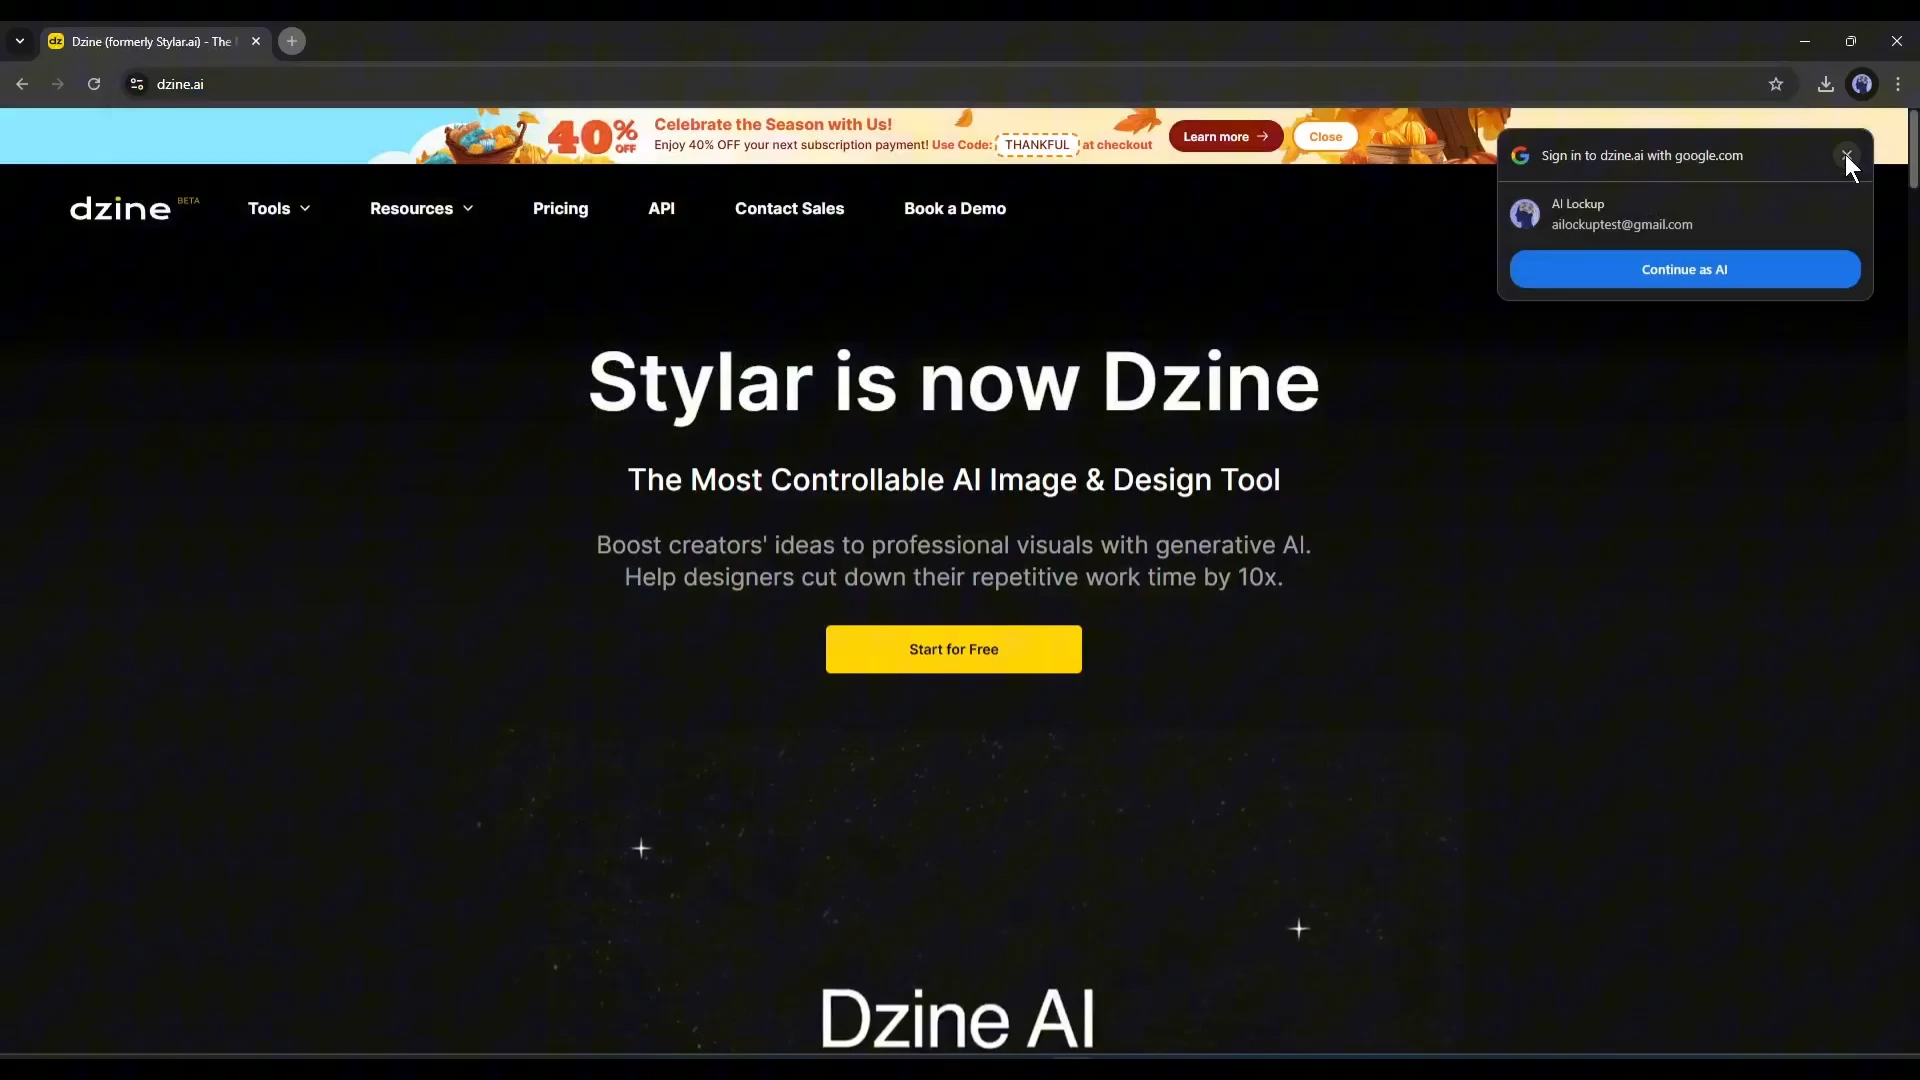 Dzine (formerly Stylar.ai) - The
dzine.ai
40% OFF
Celebrate the Season with Us!
Enjoy 40% OFF your next subscription payment! Use Code: THANKFUL at checkout
Learn more →
Close
Sign in to dzine.ai with google.com
AI Lockup
ailockuptest@gmail.com
Continue as AI
dzine BETA
Tools
Resources
Pricing
API
Contact Sales
Book a Demo
Stylar is now Dzine
The Most Controllable AI Image & Design Tool
Boost creators' ideas to professional visuals with generative AI.
Help designers cut down their repetitive work time by 10x.
Start for Free
Dzine AI